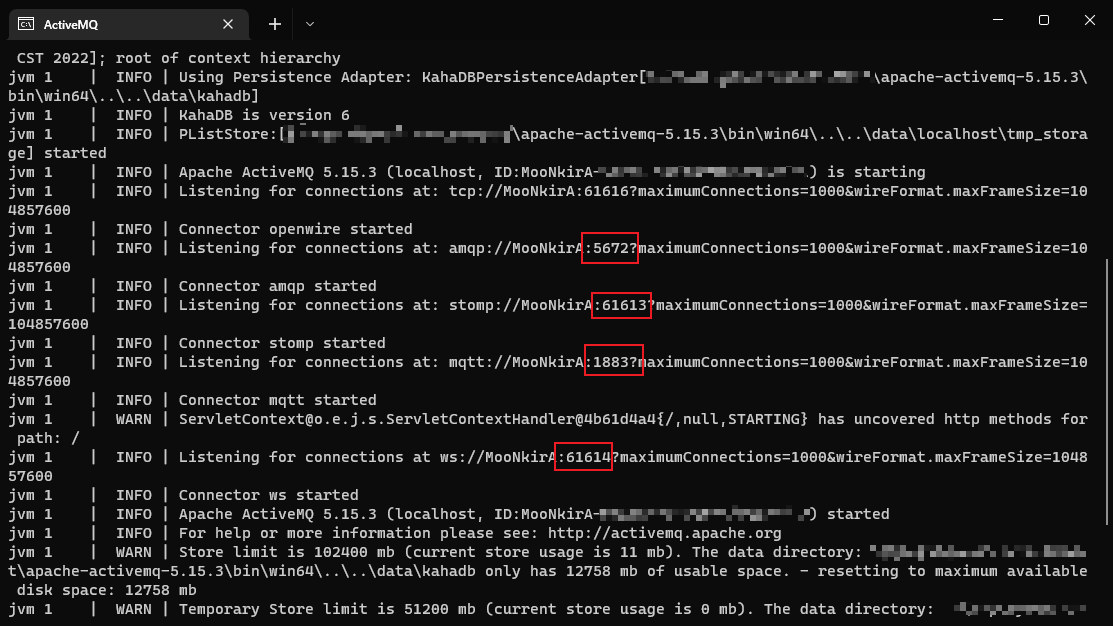 ActiveMQ
 CST 2022]; root of context hierarchy
jvm 1    |  INFO | Using Persistence Adapter: KahaDBPersistenceAdapter[\apache-activemq-5.15.3\
bin\win64\..\..\data\kahadb]
jvm 1    |  INFO | KahaDB is version 6
jvm 1    |  INFO | PListStore:[\apache-activemq-5.15.3\bin\win64\..\..\data\localhost\tmp_stora
ge] started
jvm 1    |  INFO | Apache ActiveMQ 5.15.3 (localhost, ID:MooNkirA-) is starting
jvm 1    |  INFO | Listening for connections at: tcp://MooNkirA:61616?maximumConnections=1000&wireFormat.maxFrameSize=10
4857600
jvm 1    |  INFO | Connector openwire started
jvm 1    |  INFO | Listening for connections at: amqp://MooNkirA:5672?maximumConnections=1000&wireFormat.maxFrameSize=10
4857600
jvm 1    |  INFO | Connector amqp started
jvm 1    |  INFO | Listening for connections at: stomp://MooNkirA:61613?maximumConnections=1000&wireFormat.maxFrameSize=
104857600
jvm 1    |  INFO | Connector stomp started
jvm 1    |  INFO | Listening for connections at: mqtt://MooNkirA:1883?maximumConnections=1000&wireFormat.maxFrameSize=10
4857600
jvm 1    |  INFO | Connector mqtt started
jvm 1    |  WARN | ServletContext@o.e.j.s.ServletContextHandler@4b61d4a4{/,null,STARTING} has uncovered http methods for
 path: /
jvm 1    |  INFO | Listening for connections at ws://MooNkirA:61614?maximumConnections=1000&wireFormat.maxFrameSize=1048
57600
jvm 1    |  INFO | Connector ws started
jvm 1    |  INFO | Apache ActiveMQ 5.15.3 (localhost, ID:MooNkirA-) started
jvm 1    |  INFO | For help or more information please see: http://activemq.apache.org
jvm 1    |  WARN | Store limit is 102400 mb (current store usage is 11 mb). The data directory:
t\apache-activemq-5.15.3\bin\win64\..\..\data\kahadb only has 12758 mb of usable space. - resetting to maximum available
 disk space: 12758 mb
jvm 1    |  WARN | Temporary Store limit is 51200 mb (current store usage is 0 mb). The data directory: